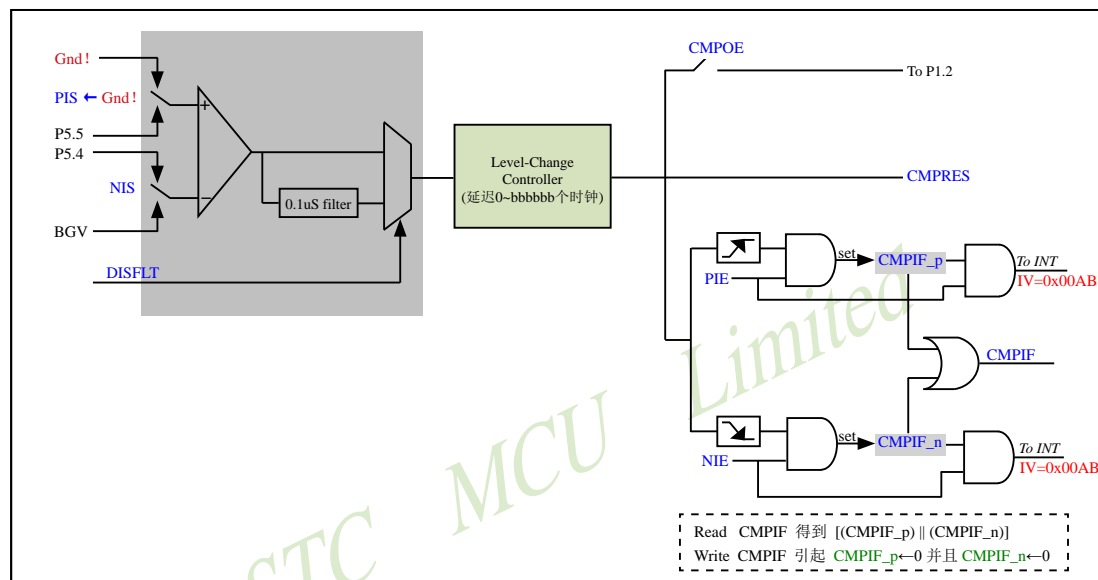 CMPOE
Gnd!
To P1.2
PIS ← Gnd!
+
P5.5
P5.4
Level-Change
Controller
(延迟0~bbbbbb个时钟)
CMPRES
NIS
−
0.1uS filter
BGV
DISFLT
set
CMPIF_p
To INT
IV=0x00AB
PIE
CMPIF
set
CMPIF_n
To INT
IV=0x00AB
NIE
STC MCU Limited
Read CMPIF 得到 [(CMPIF_p) || (CMPIF_n)]
Write CMPIF 引起 CMPIF_p←0 并且 CMPIF_n←0